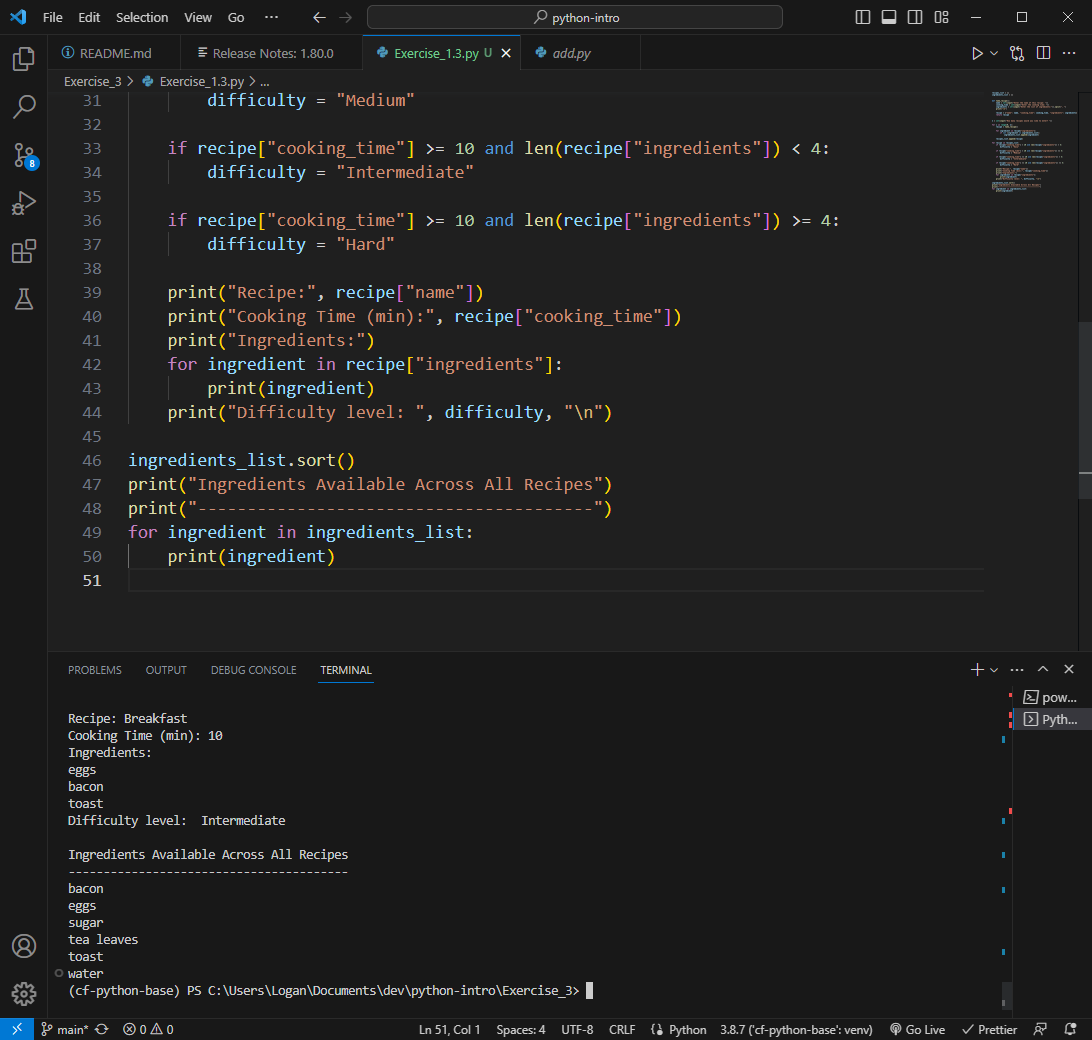 File Edit Selection View Go ··· python-intro
README.md Release Notes: 1.80.0 Exercise_1.3.py U add.py
Exercise_3 > Exercise_1.3.py > ...
31 difficulty = "Medium"
32
33 if recipe["cooking_time"] >= 10 and len(recipe["ingredients"]) < 4:
34 difficulty = "Intermediate"
35
36 if recipe["cooking_time"] >= 10 and len(recipe["ingredients"]) >= 4:
37 difficulty = "Hard"
38
39 print("Recipe:", recipe["name"])
40 print("Cooking Time (min):", recipe["cooking_time"])
41 print("Ingredients:")
42 for ingredient in recipe["ingredients"]:
43 print(ingredient)
44 print("Difficulty level: ", difficulty, "\n")
45
46 ingredients_list.sort()
47 print("Ingredients Available Across All Recipes")
48 print("----------------------------------------")
49 for ingredient in ingredients_list:
50 print(ingredient)
51
8
PROBLEMS OUTPUT DEBUG CONSOLE TERMINAL
pow...
Pyth...
Recipe: Breakfast
Cooking Time (min): 10
Ingredients:
eggs
bacon
toast
Difficulty level:  Intermediate
Ingredients Available Across All Recipes
----------------------------------------
bacon
eggs
sugar
tea leaves
toast
water
(cf-python-base) PS C:\Users\Logan\Documents\dev\python-intro\Exercise_3>
main* 0 0 Ln 51, Col 1 Spaces: 4 UTF-8 CRLF Python 3.8.7 ('cf-python-base': venv) Go Live Prettier